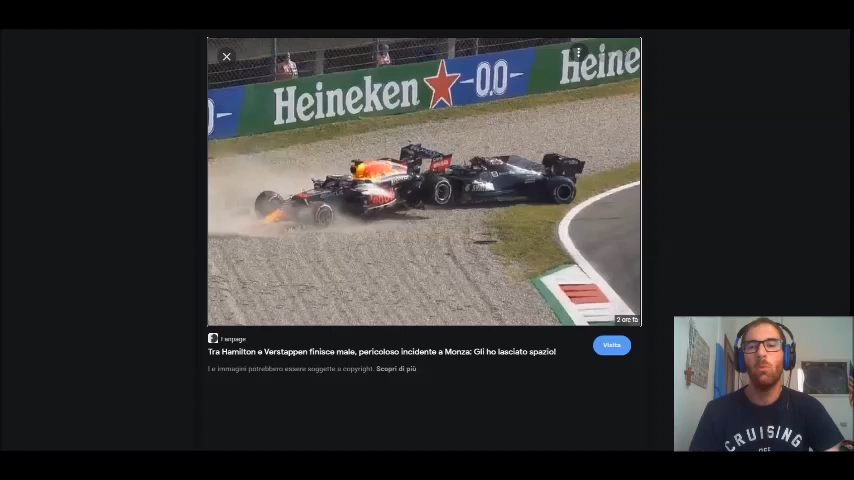 Heineken
0.0
heine
2 ore fa
Fanpage
Tra Hamilton e Verstappen finisce male, pericoloso incidente a Monza: Gli ho lasciato spazio!
Visita
Le immagini potrebbero essere soggette a copyright. Scopri di più
CRUISING